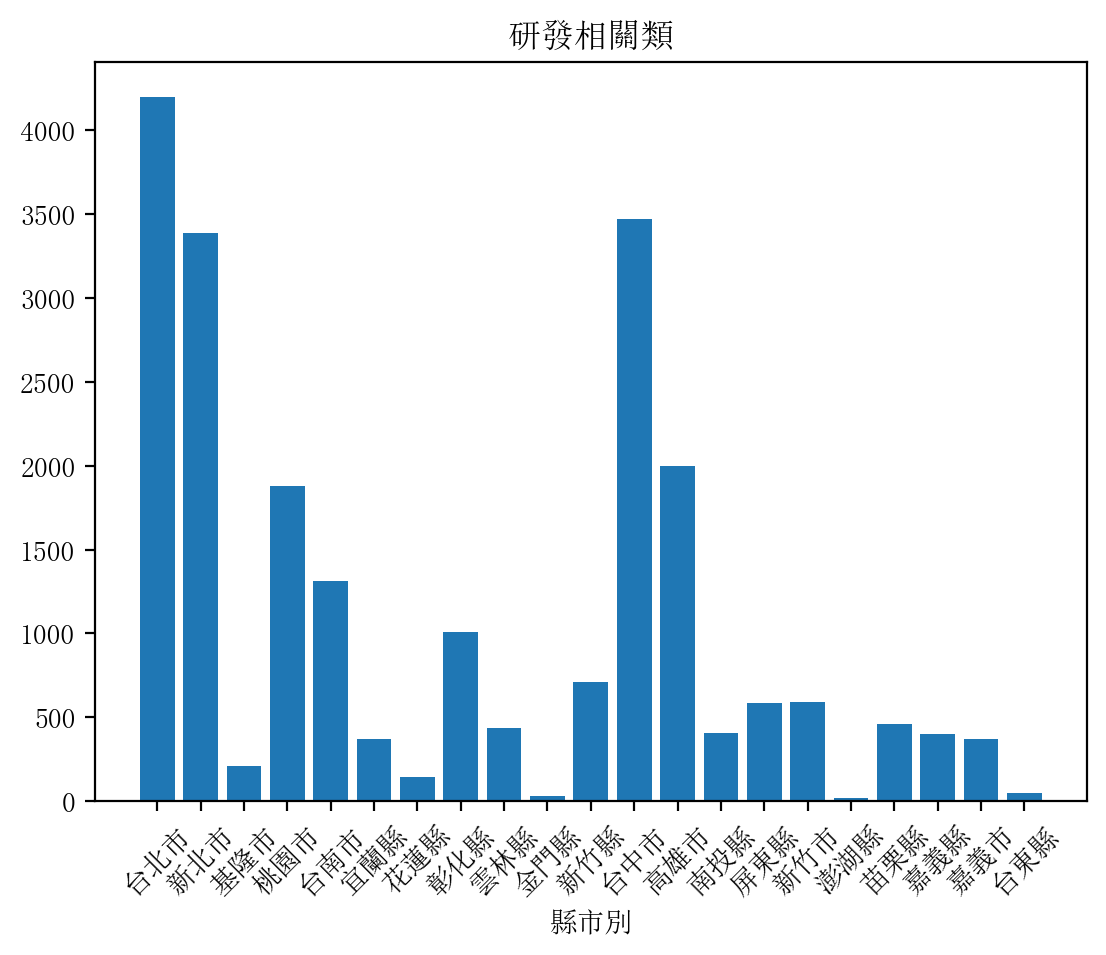 研發相關類
4000
3500
3000
2500
2000
1500
1000
500
0
台北市
新北市
基隆市
桃園市
台南市
宜蘭縣
花蓮縣
彰化縣
雲林縣
金門縣
新竹縣
台中市
高雄市
南投縣
屏東縣
新竹市
澎湖縣
苗栗縣
嘉義縣
嘉義市
台東縣
縣市別